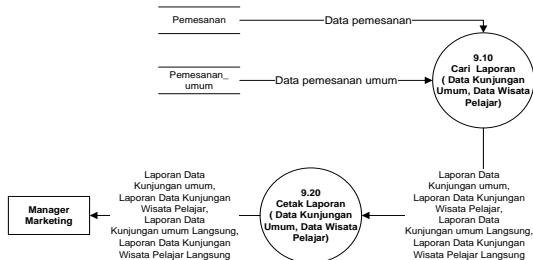 Pemesanan
Data pemesanan
Pemesanan_
umum
Data pemesanan umum
9.10
Cari Laporan
( Data Kunjungan
Umum, Data Wisata
Pelajar)
Manager
Marketing
Laporan Data
Kunjungan umum,
Laporan Data Kunjungan
Wisata Pelajar,
Laporan Data
Kunjungan umum Langsung,
Laporan Data Kunjungan
Wisata Pelajar Langsung
9.20
Cetak Laporan
( Data Kunjungan
Umum, Data Wisata
Pelajar)
Laporan Data
Kunjungan umum,
Laporan Data Kunjungan
Wisata Pelajar,
Laporan Data
Kunjungan umum Langsung,
Laporan Data Kunjungan
Wisata Pelajar Langsung